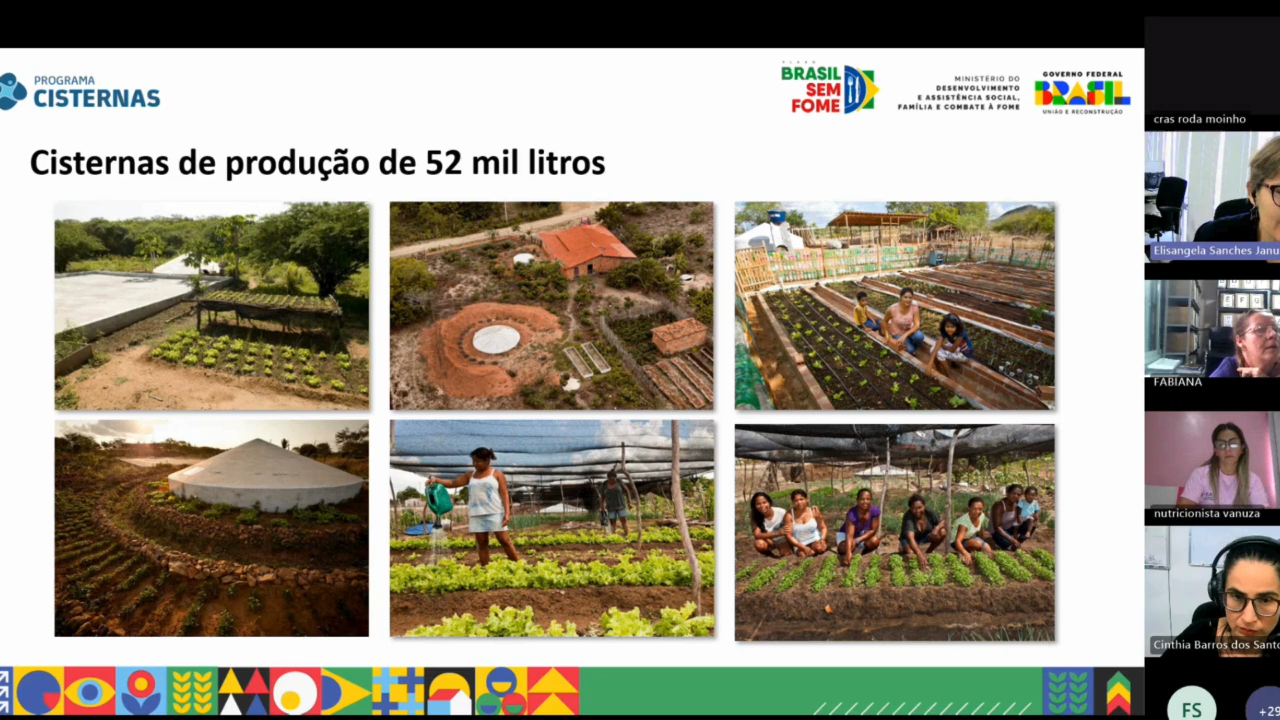 PROGRAMA
CISTERNAS
PLANO
BRASIL
SEM
FOME
MINISTÉRIO DO
DESENVOLVIMENTO
E ASSISTÊNCIA SOCIAL,
FAMÍLIA E COMBATE À FOME
GOVERNO FEDERAL
BRASIL
UNIÃO E RECONSTRUÇÃO
Cisternas de produção de 52 mil litros
cras roda moinho
Elisangela Sanches Janu
FABIANA
nutricionista vanuza
Cinthia Barros dos Santo
FS
+29